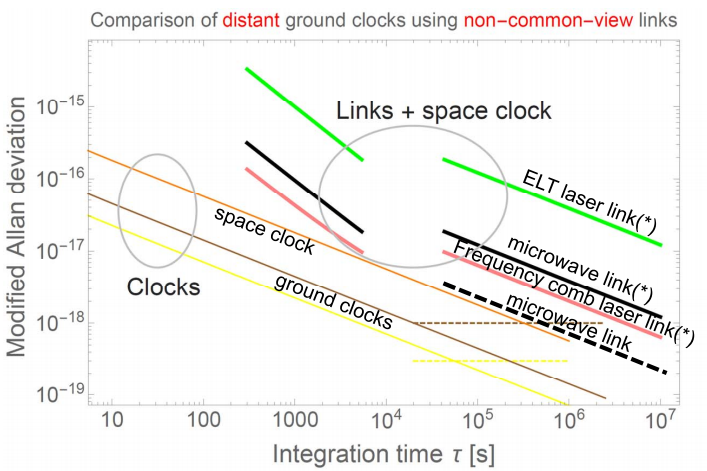 Comparison of distant ground clocks using non-common-view links
Modified Allan deviation
10^-15
10^-16
10^-17
10^-18
10^-19
Links + space clock
Clocks
space clock
ground clocks
ELT laser link(*)
microwave link(*)
Frequency comb laser link(*)
microwave link
10
100
1000
10^4
10^5
10^6
10^7
Integration time τ [s]